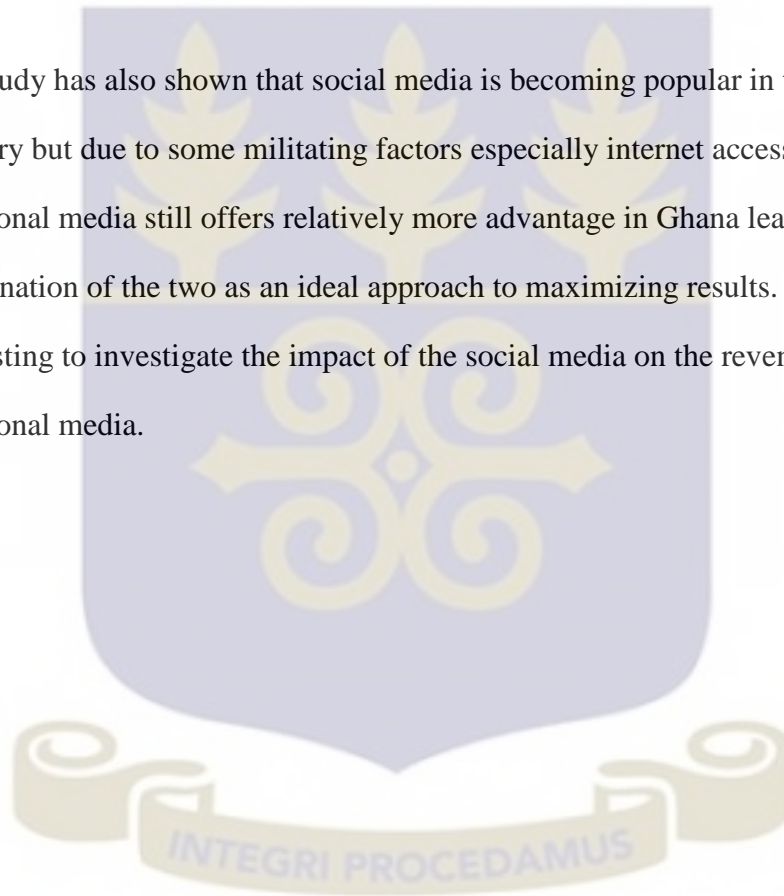 udy has also shown that social media is becoming popular in
ry but due to some militating factors especially internet access
onal media still offers relatively more advantage in Ghana lea
nation of the two as an ideal approach to maximizing results.
sting to investigate the impact of the social media on the reve
onal media.
INTEGRI PROCEDAMUS